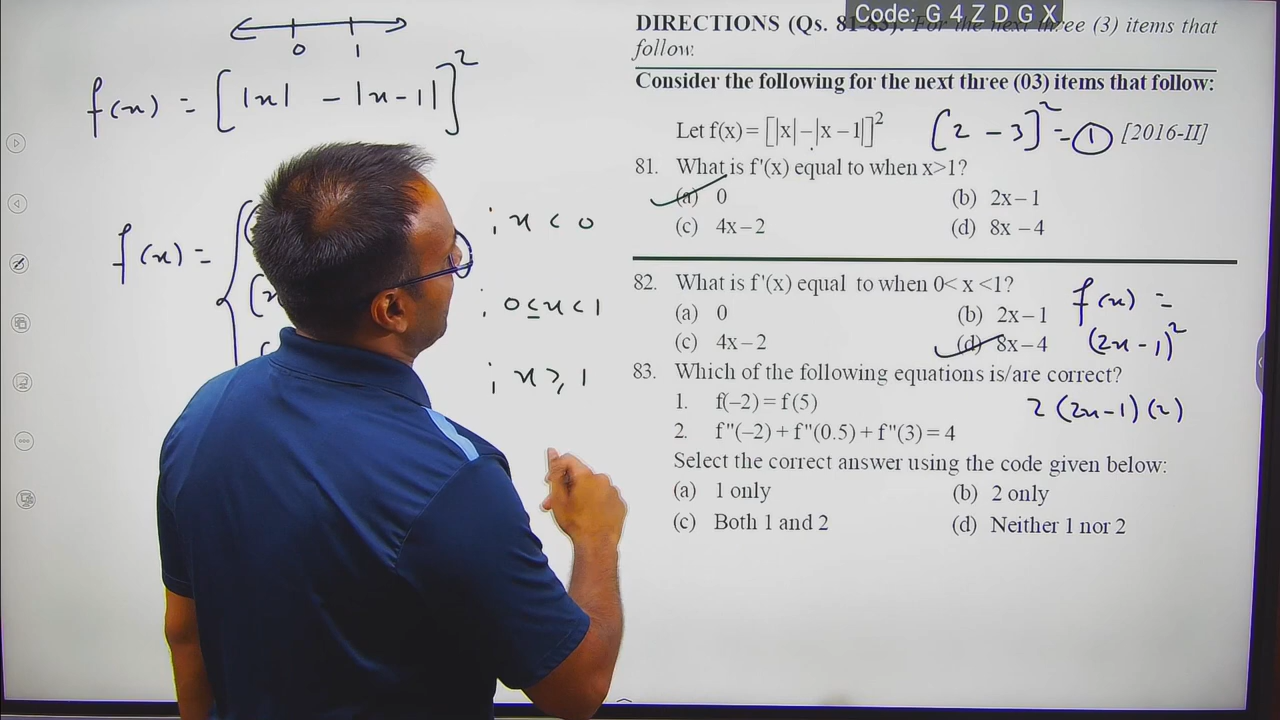 0 1
f(x) = [|x| - |x-1|]²
f(x) =
; x < 0
; 0 ≤ x < 1
; x ≥ 1
Code: G 4 Z D G X
DIRECTIONS (Qs. 81-83): For the next three (3) items that
follow.
Consider the following for the next three (03) items that follow:
Let f(x) = [|x| – |x – 1|]² [2 - 3]² = 1 [2016-II]
81. What is f'(x) equal to when x>1?
(a) 0 (b) 2x – 1
(c) 4x – 2 (d) 8x – 4
82. What is f'(x) equal to when 0< x <1? f(x) =
(a) 0 (b) 2x – 1
(c) 4x – 2 (d) 8x – 4 (2x-1)²
83. Which of the following equations is/are correct?
1. f(–2) = f(5) 2(2x-1)(2)
2. f"(–2) + f"(0.5) + f"(3) = 4
Select the correct answer using the code given below:
(a) 1 only (b) 2 only
(c) Both 1 and 2 (d) Neither 1 nor 2